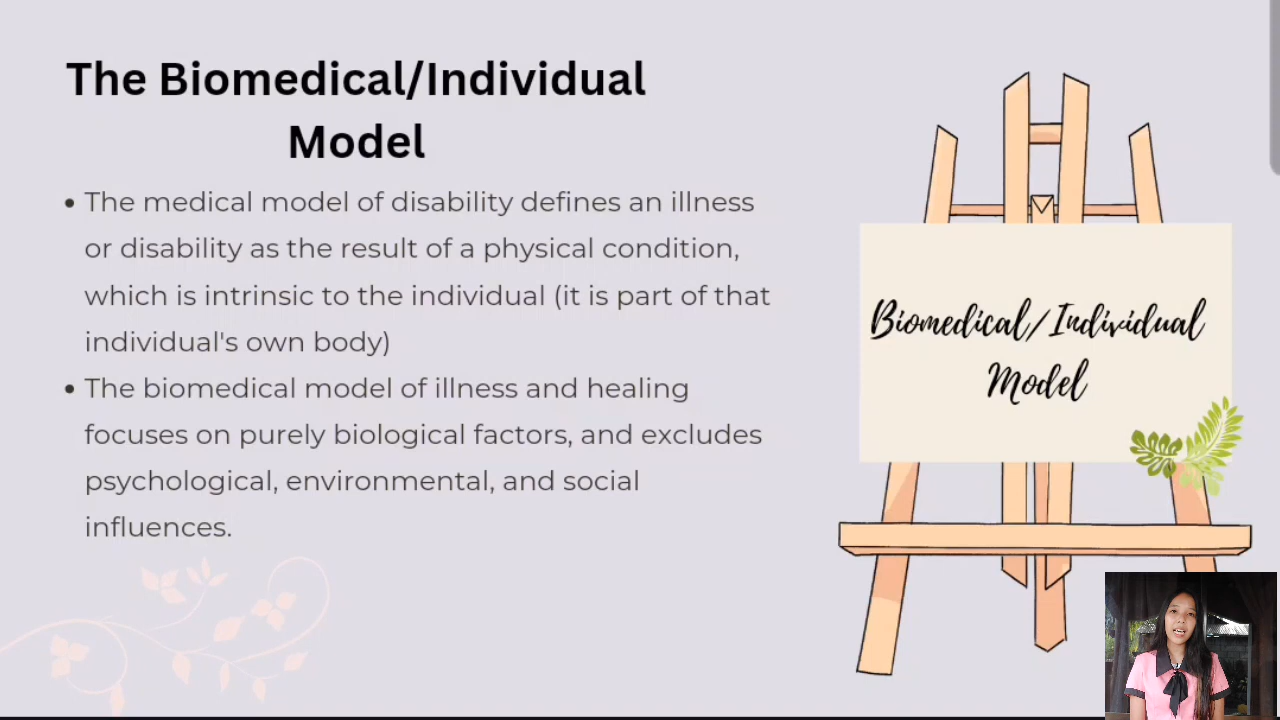 The Biomedical/Individual
Model
• The medical model of disability defines an illness
or disability as the result of a physical condition,
which is intrinsic to the individual (it is part of that
individual's own body)
• The biomedical model of illness and healing
focuses on purely biological factors, and excludes
psychological, environmental, and social
influences.
Biomedical/Individual
Model